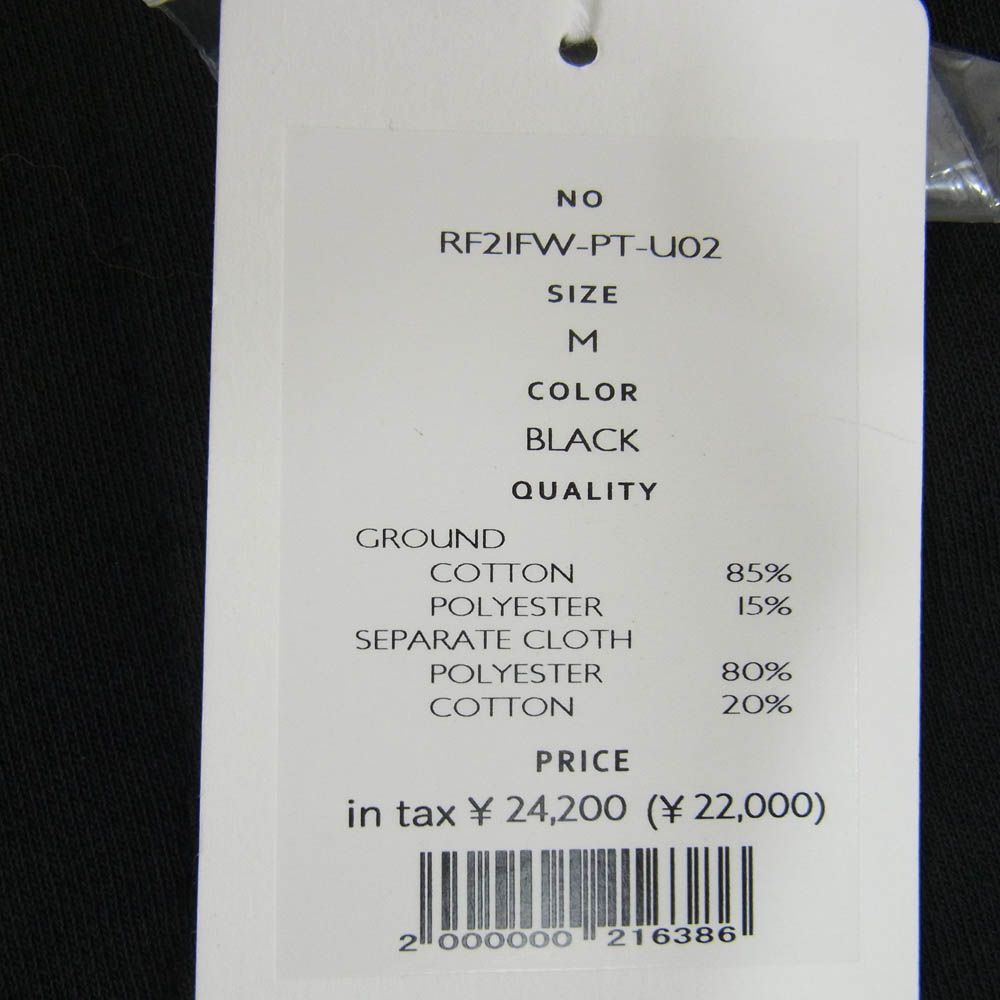 NO
RF21FW-PT-U02
SIZE
M
COLOR
BLACK
QUALITY
GROUND
COTTON 85%
POLYESTER 15%
SEPARATE CLOTH
POLYESTER 80%
COTTON 20%
PRICE
in tax ¥ 24,200 (¥ 22,000)
2 000000 216386